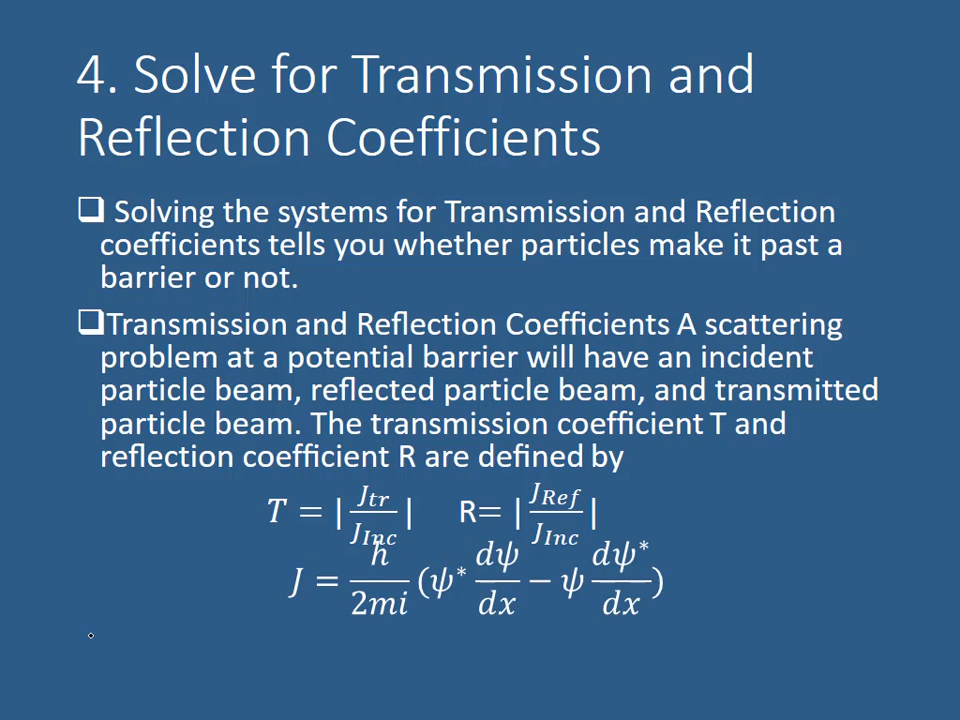 4. Solve for Transmission and
Reflection Coefficients
❑ Solving the systems for Transmission and Reflection
coefficients tells you whether particles make it past a
barrier or not.
❑Transmission and Reflection Coefficients A scattering
problem at a potential barrier will have an incident
particle beam, reflected particle beam, and transmitted
particle beam. The transmission coefficient T and
reflection coefficient R are defined by
T = |J_tr/J_Inc| R= |J_Ref/J_Inc|
J = ℏ/2mi (ψ* dψ/dx − ψ dψ*/dx)